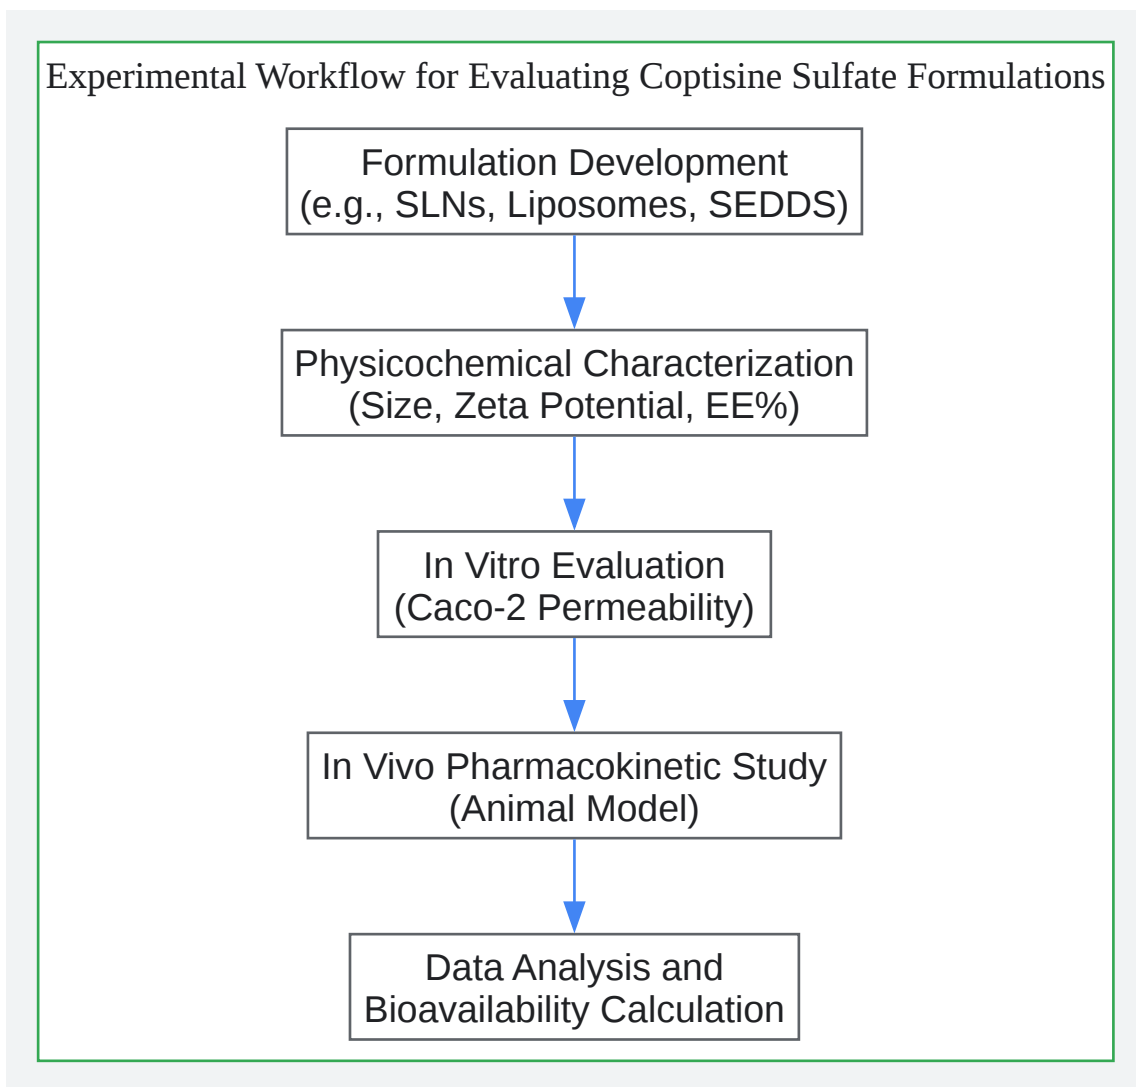 Experimental Workflow for Evaluating Coptisine Sulfate Formulations
Formulation Development
(e.g., SLNs, Liposomes, SEDDS)
Physicochemical Characterization
(Size, Zeta Potential, EE%)
In Vitro Evaluation
(Caco-2 Permeability)
In Vivo Pharmacokinetic Study
(Animal Model)
Data Analysis and
Bioavailability Calculation